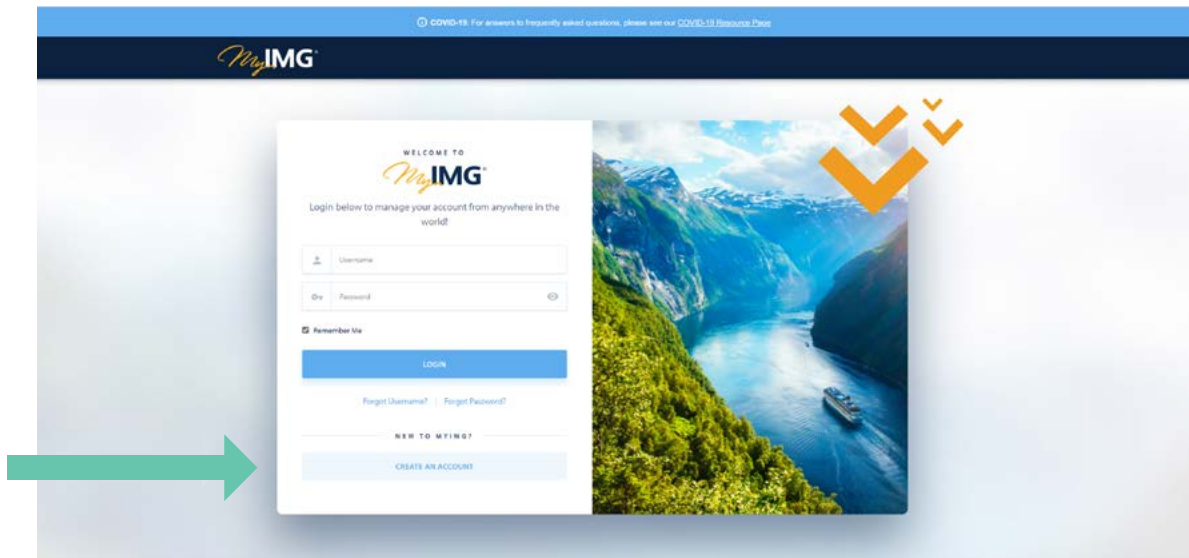 COVID-19: For answers to frequently asked questions, please see our COVID-19 Resource Page
MyIMG
WELCOME TO
MyIMG
Login below to manage your account from anywhere in the
world!
Username
Password
Remember Me
LOGIN
Forgot Username? | Forgot Password?
NEW TO MYIMG?
CREATE AN ACCOUNT